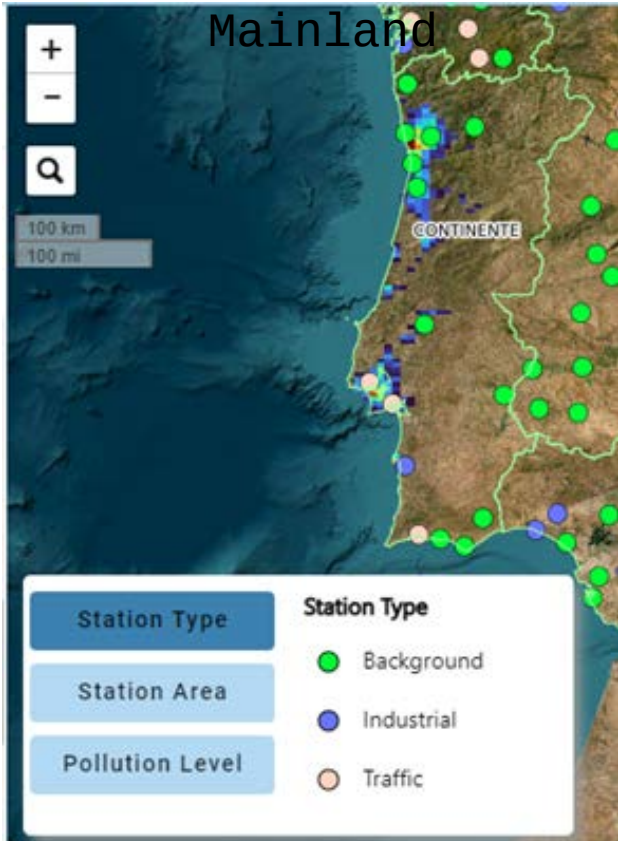 Mainland
+
−
100 km
100 mi
CONTINENTE
Station Type
Station Area
Pollution Level
Station Type
Background
Industrial
Traffic